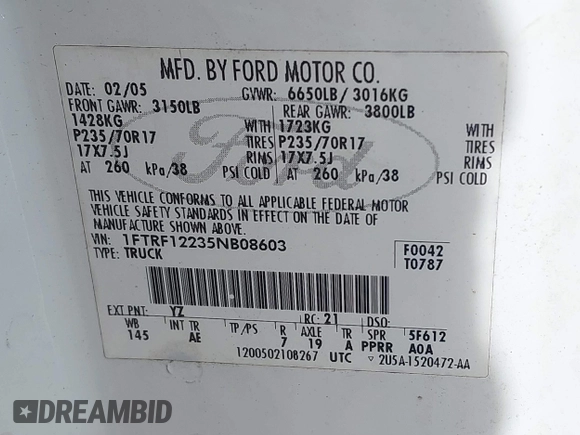 MFD. BY FORD MOTOR CO.
DATE: 02/05 GVWR: 6650LB/ 3016KG
FRONT GAWR: 3150LB REAR GAWR: 3800LB
1428KG WITH 1723KG WITH
P235/70R17 TIRES P235/70R17 TIRES
17X7.5J RIMS 17X7.5J RIMS
AT 260 kPa/38 PSI COLD AT 260 kPa/38 PSI COLD
THIS VEHICLE CONFORMS TO ALL APPLICABLE FEDERAL MOTOR
VEHICLE SAFETY STANDARDS IN EFFECT ON THE DATE OF
MANUFACTURE SHOWN ABOVE.
VIN: 1FTRF12235NB08603 F0042
TYPE: TRUCK T0787
Ford
EXT PNT: YZ RC: 21 DSO:
WB INT TR TP/PS R AXLE TR SPR 5F612
145 AE 7 19 A PPRR A0A
1200502108267 UTC ▽ 2U5A-1520472-AA
DREAMBID